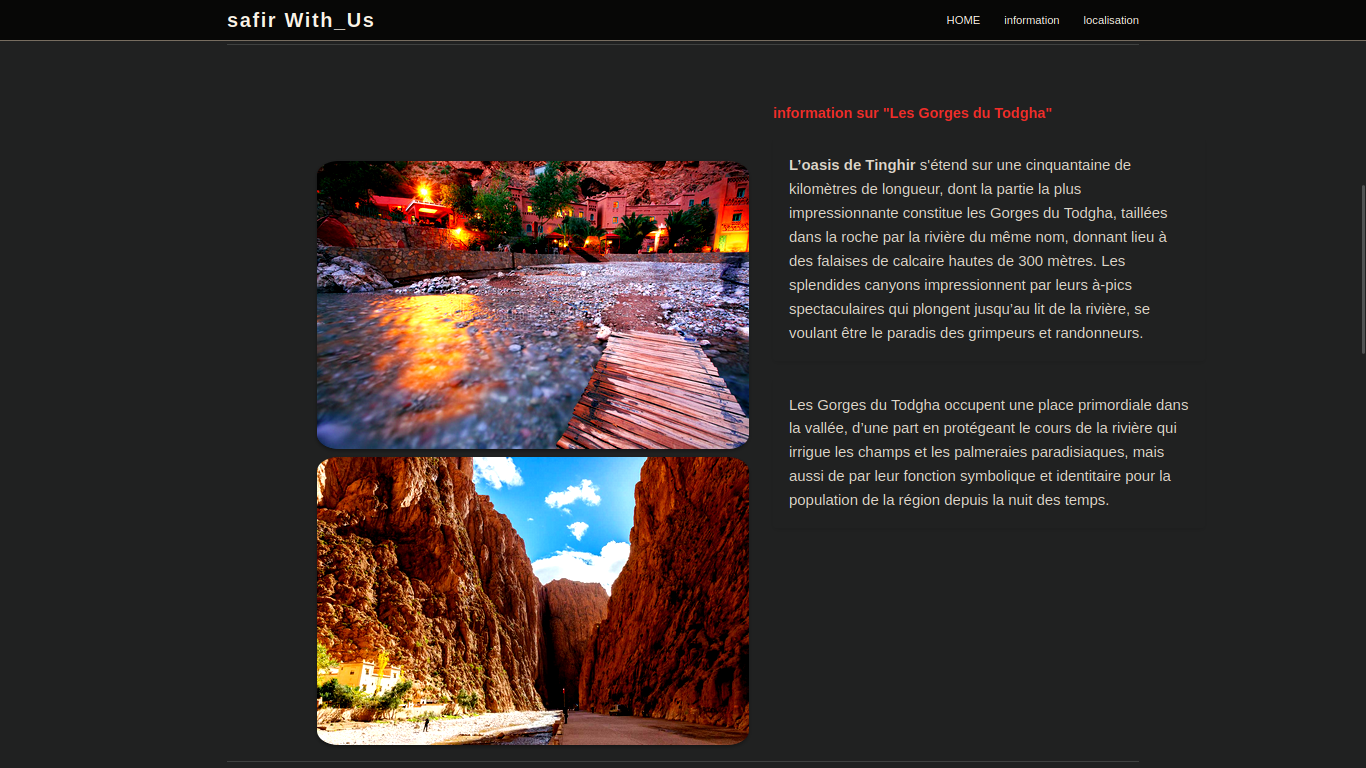 safir With_Us
HOME information localisation
information sur "Les Gorges du Todgha"
L’oasis de Tinghir s'étend sur une cinquantaine de
kilomètres de longueur, dont la partie la plus
impressionnante constitue les Gorges du Todgha, taillées
dans la roche par la rivière du même nom, donnant lieu à
des falaises de calcaire hautes de 300 mètres. Les
splendides canyons impressionnent par leurs à-pics
spectaculaires qui plongent jusqu’au lit de la rivière, se
voulant être le paradis des grimpeurs et randonneurs.
Les Gorges du Todgha occupent une place primordiale dans
la vallée, d’une part en protégeant le cours de la rivière qui
irrigue les champs et les palmeraies paradisiaques, mais
aussi de par leur fonction symbolique et identitaire pour la
population de la région depuis la nuit des temps.